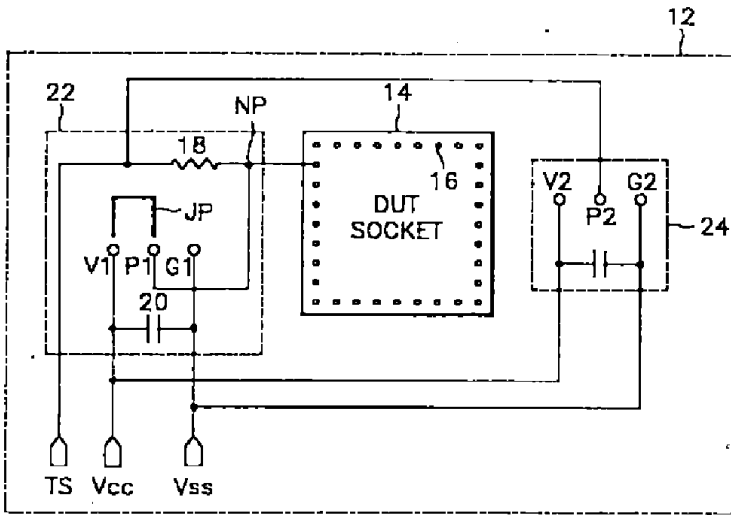 12
22
NP
14
18
16
V2
G2
P2
DUT
SOCKET
24
JP
V1
P1
G1
20
TS
Vcc
Vss